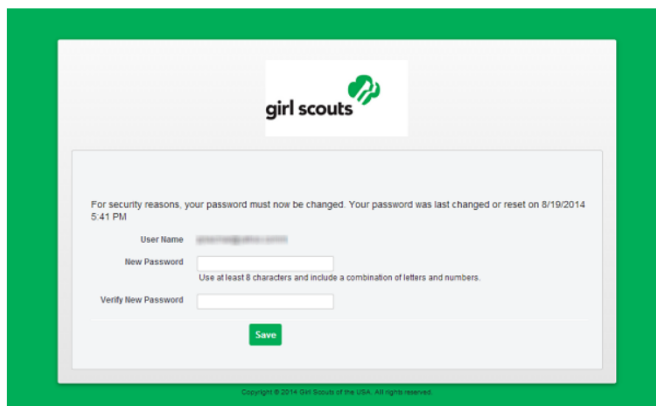 girl scouts
For security reasons, your password must now be changed. Your password was last changed or reset on 8/19/2014
5:41 PM
User Name
New Password
Use at least 8 characters and include a combination of letters and numbers.
Verify New Password
Save
Copyright © 2014 Girl Scouts of the USA. All rights reserved.